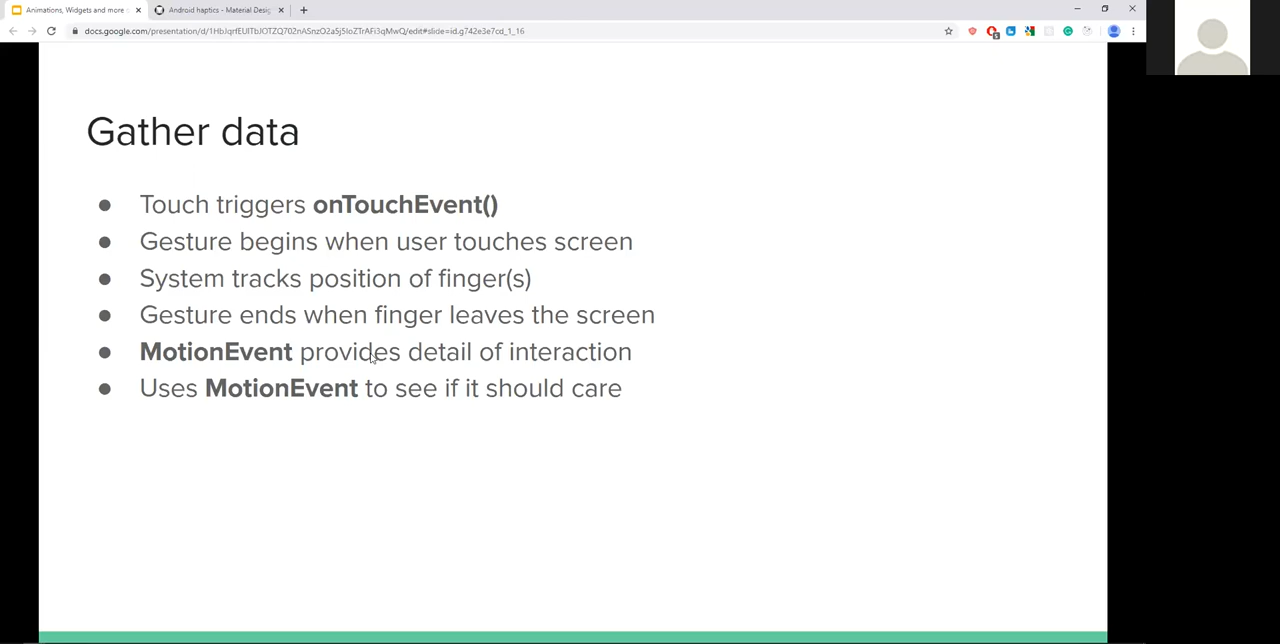 Animations, Widgets and more
Android haptics - Material Desig
docs.google.com/presentation/d/1HbJqrfEUlTbJOTZQ702nASnzO2a5j5IoZTrAFi3qMwQ/edit#slide=id.g742e3e7cd_1_16
Gather data
● Touch triggers onTouchEvent()
● Gesture begins when user touches screen
● System tracks position of finger(s)
● Gesture ends when finger leaves the screen
● MotionEvent provides detail of interaction
● Uses MotionEvent to see if it should care